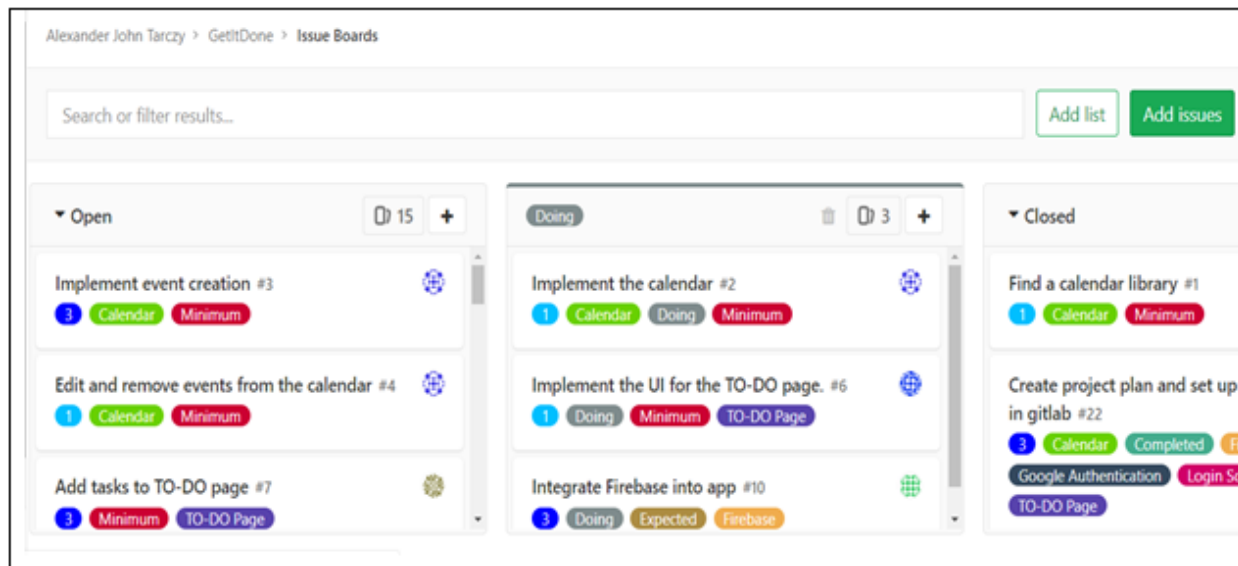 Alexander John Tarczy > GetItDone > Issue Boards
Search or filter results...
Add list
Add issues
Open
15
+
Implement event creation #3
3 Calendar Minimum
Edit and remove events from the calendar #4
1 Calendar Minimum
Add tasks to TO-DO page #7
3 Minimum TO-DO Page
Doing
3
+
Implement the calendar #2
1 Calendar Doing Minimum
Implement the UI for the TO-DO page. #6
1 Doing Minimum TO-DO Page
Integrate Firebase into app #10
3 Doing Expected Firebase
Closed
Find a calendar library #1
1 Calendar Minimum
Create project plan and set up
in gitlab #22
3 Calendar Completed
Google Authentication Login
TO-DO Page